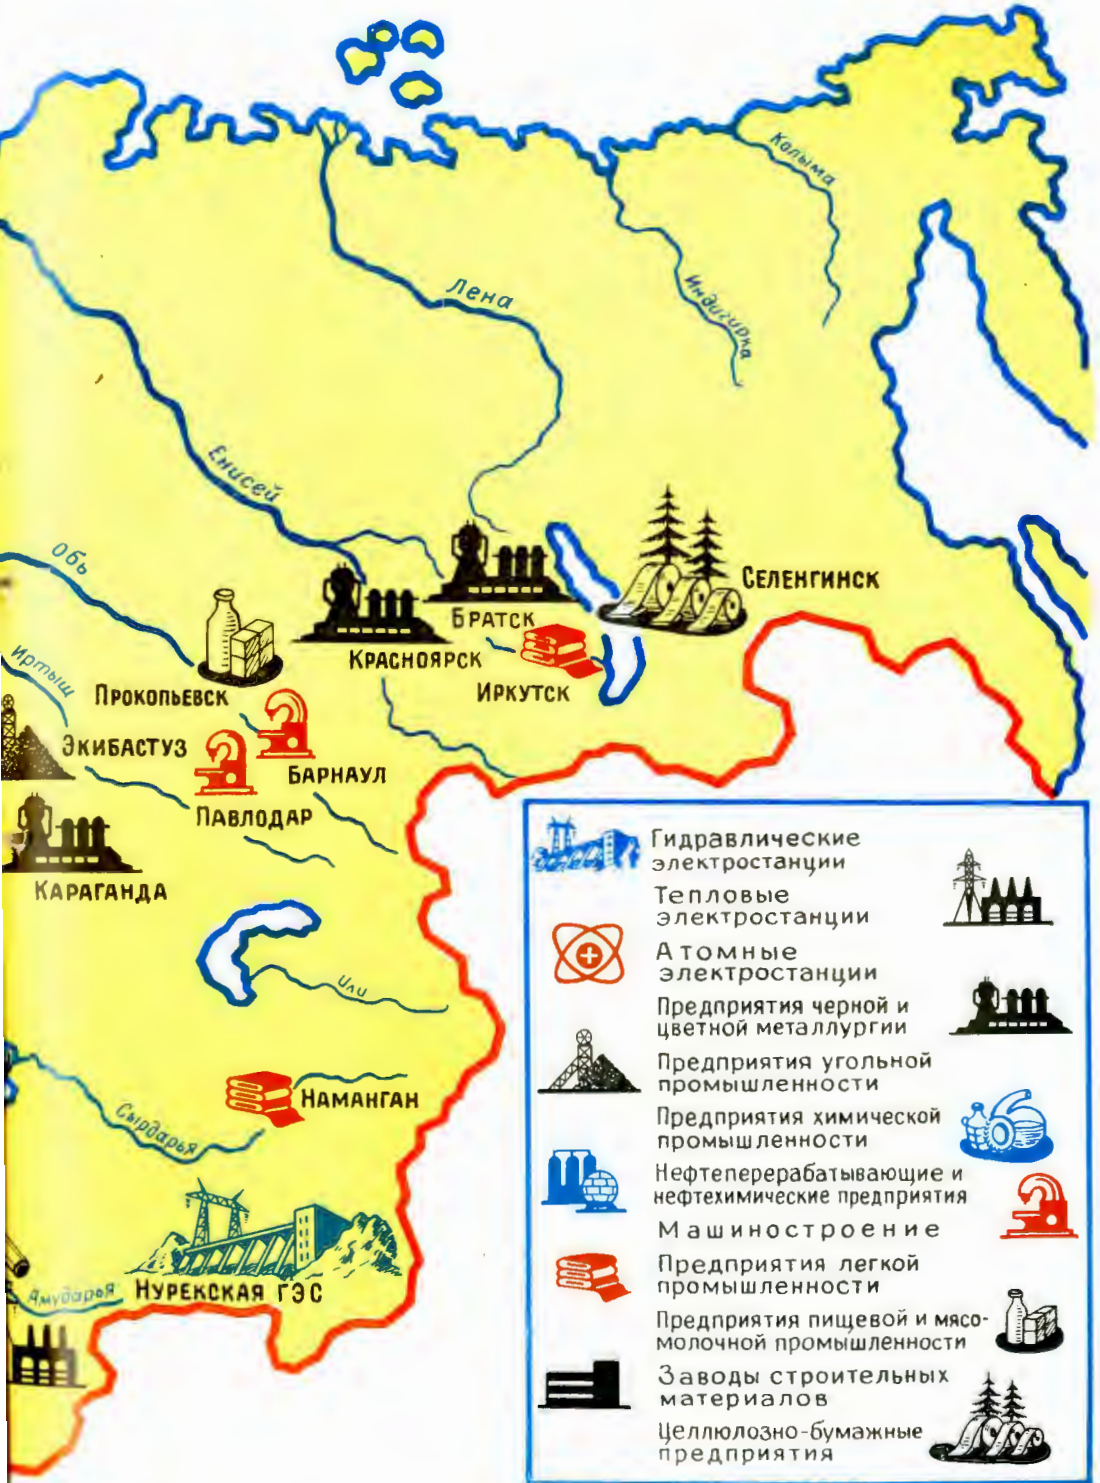 Колыма
Лена
Индигирка
Енисей
Обь
СЕЛЕНГИНСК
БРАТСК
КРАСНОЯРСК
Иртыш
ПРОКОПЬЕВСК
ИРКУТСК
ЭКИБАСТУЗ
БАРНАУЛ
ПАВЛОДАР
КАРАГАНДА
Или
НАМАНГАН
Сырдарья
Амударья
НУРЕКСКАЯ ГЭС
Гидравлические
электростанции
Тепловые
электростанции
Атомные
электростанции
Предприятия черной и
цветной металлургии
Предприятия угольной
промышленности
Предприятия химической
промышленности
Нефтеперерабатывающие и
нефтехимические предприятия
Машиностроение
Предприятия легкой
промышленности
Предприятия пищевой и мясо-
молочной промышленности
Заводы строительных
материалов
Целлюлозно-бумажные
предприятия